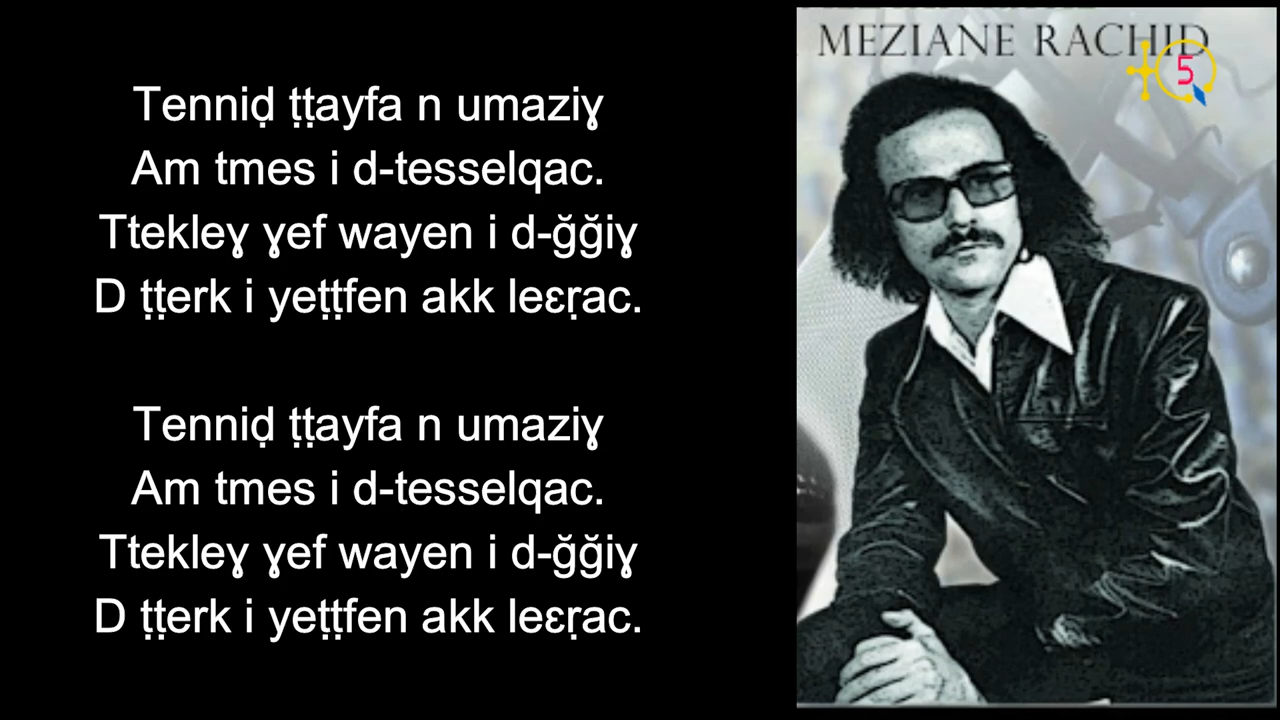 Tenniḍ ṭṭayfa n umaziɣ
Am tmes i d-tesselqac.
Ttekleɣ ɣef wayen i d-ğğiɣ
D ṭṭerk i yeṭṭfen akk leɛṛac.
Tenniḍ ṭṭayfa n umaziɣ
Am tmes i d-tesselqac.
Ttekleɣ ɣef wayen i d-ğğiɣ
D ṭṭerk i yeṭṭfen akk leɛṛac.
MEZIANE RACHID
5